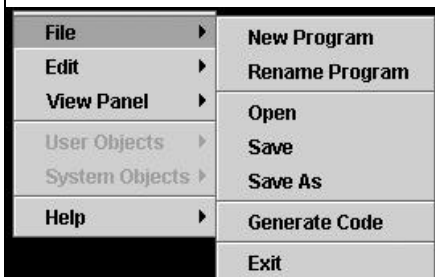 File
Edit
View Panel
User Objects
System Objects
Help
New Program
Rename Program
Open
Save
Save As
Generate Code
Exit